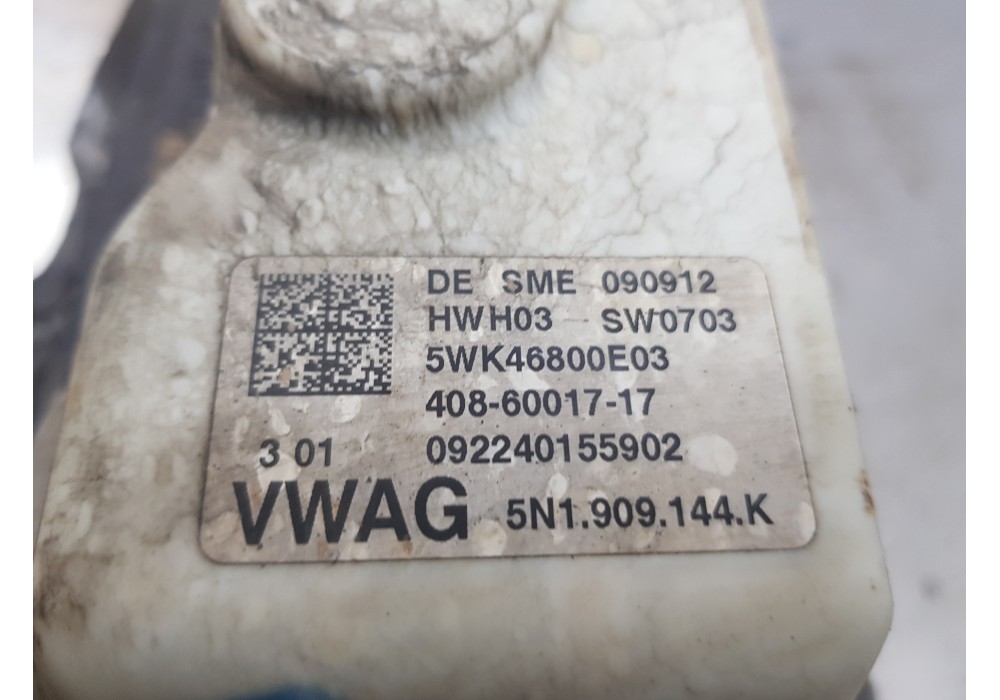 DE SME 090912
HWH03 SW0703
5WK46800E03
408-60017-17
3 01 092240155902
VWAG 5N1.909.144.K